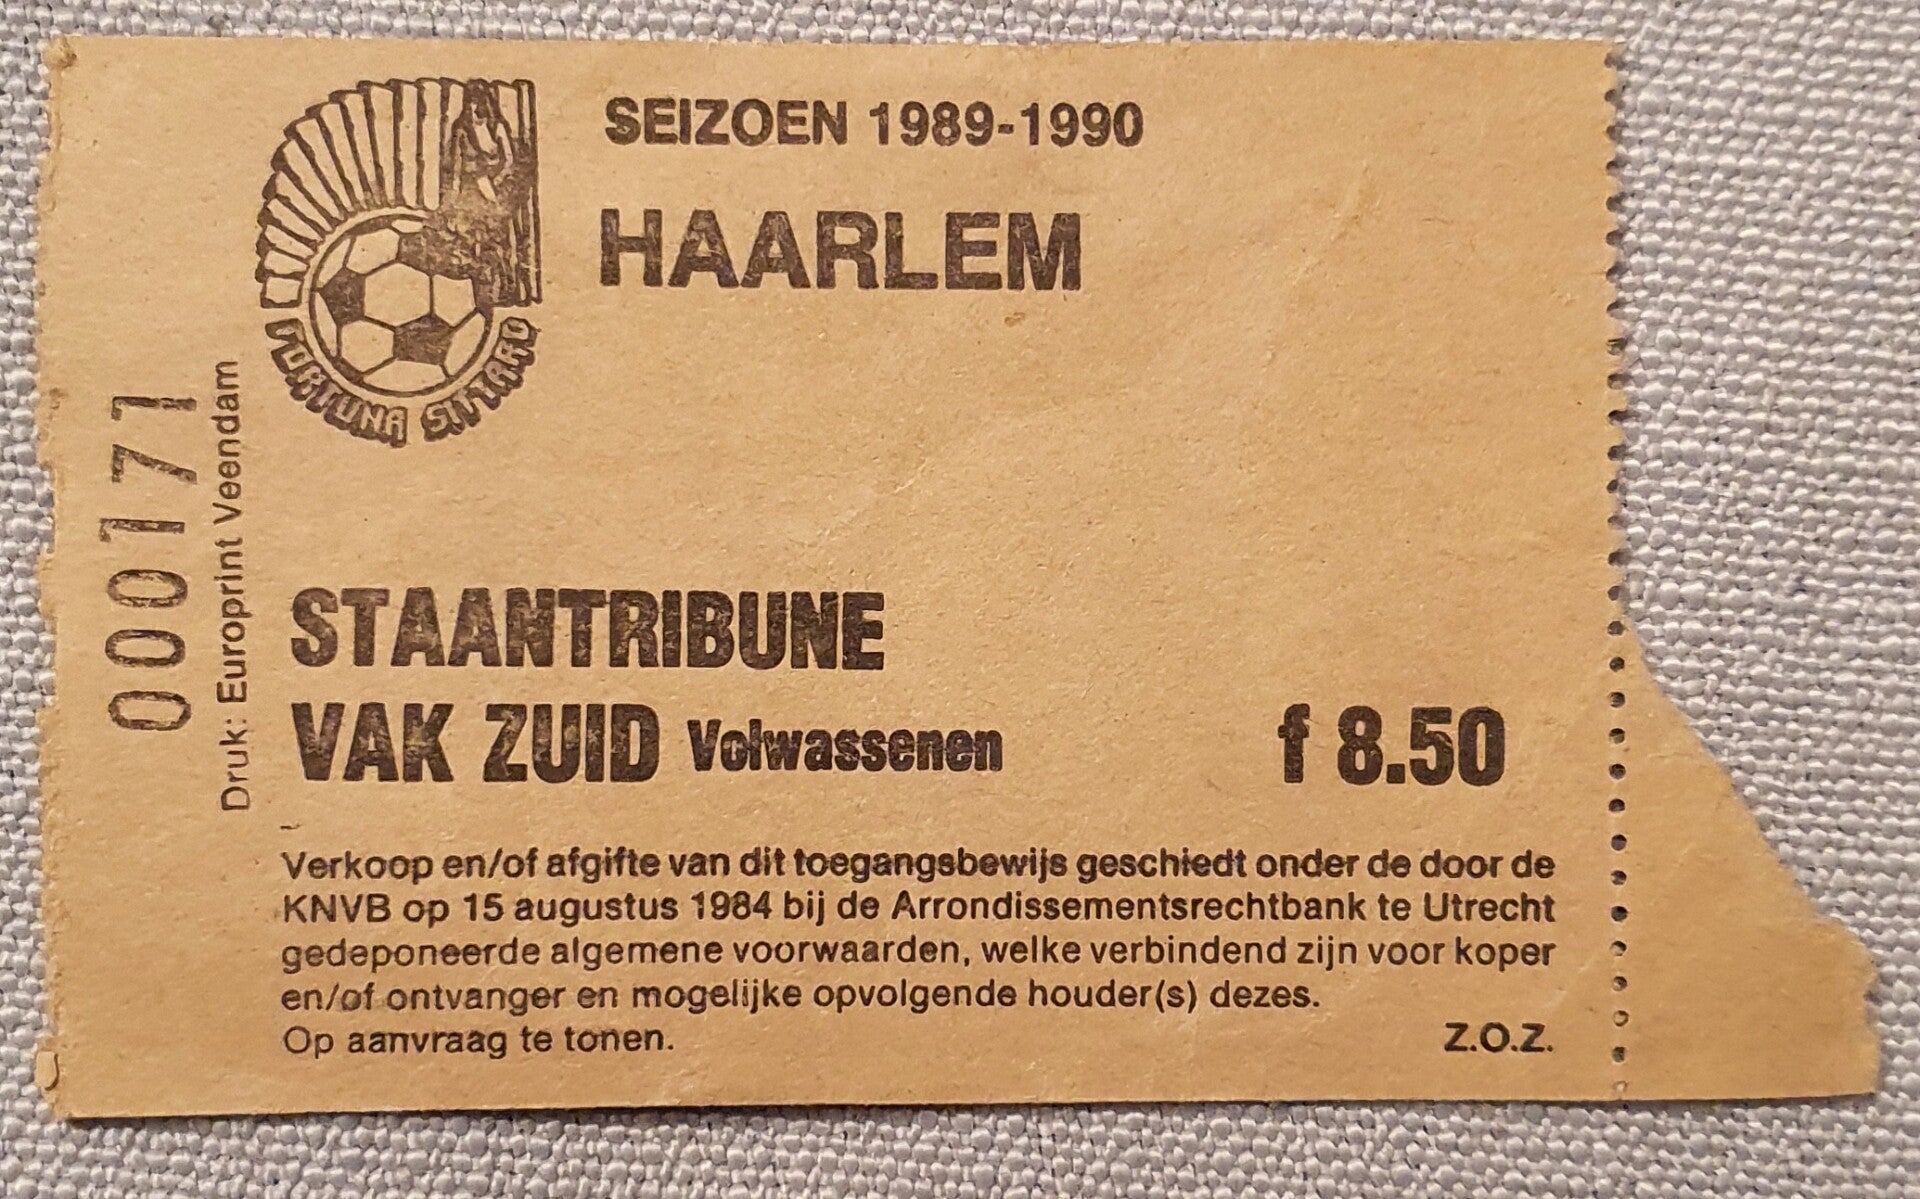 SEIZOEN 1989-1990
HAARLEM
FORTUNA SITTARD
000171
Druk: Europrint Veendam
STAANTRIBUNE
VAK ZUID Volwassenen f 8.50
Verkoop en/of afgifte van dit toegangsbewijs geschiedt onder de door de
KNVB op 15 augustus 1984 bij de Arrondissementsrechtbank te Utrecht
gedeponeerde algemene voorwaarden, welke verbindend zijn voor koper
en/of ontvanger en mogelijke opvolgende houder(s) dezes.
Op aanvraag te tonen. Z.O.Z.